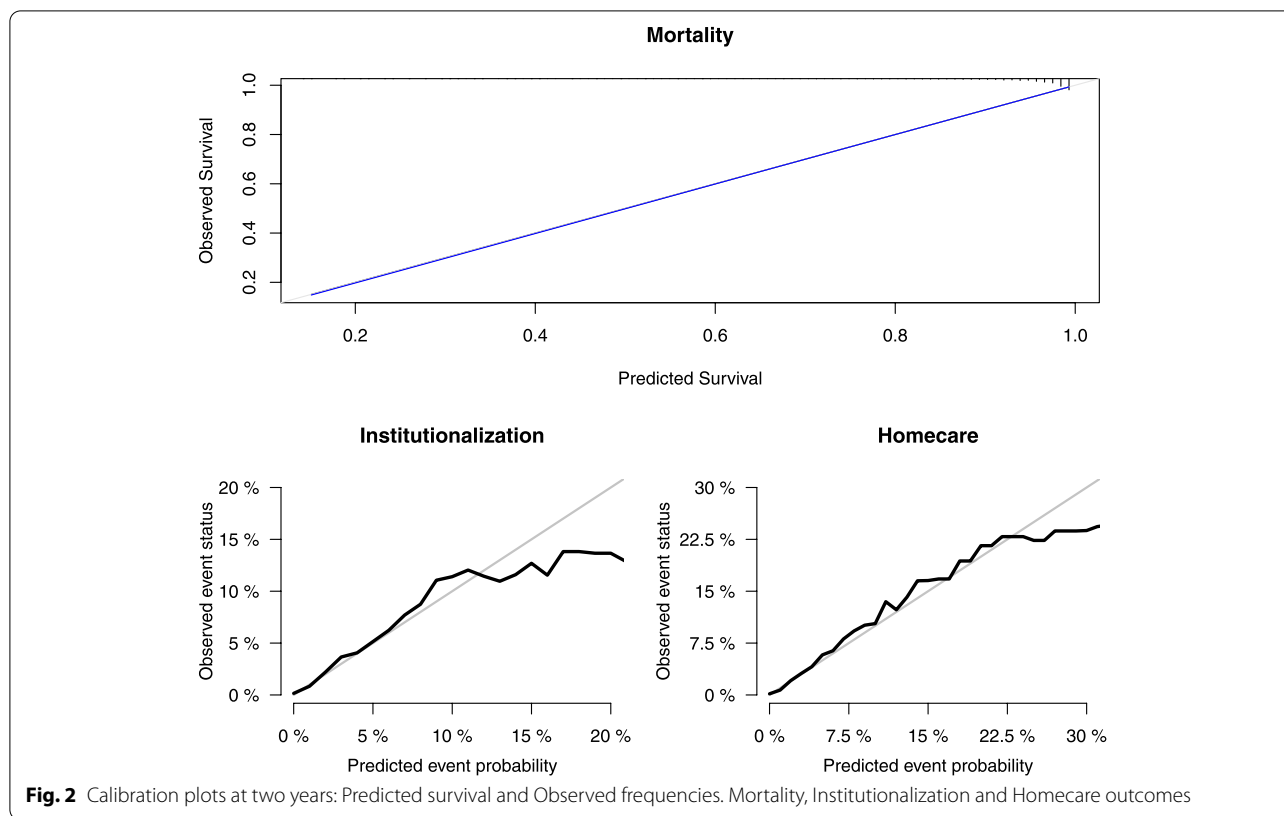 Mortality
Observed Survival
1.0
0.8
0.6
0.4
0.2
0.2 0.4 0.6 0.8 1.0
Predicted Survival
Institutionalization
Observed event status
20 %
15 %
10 %
5 %
0 %
0 % 5 % 10 % 15 % 20 %
Predicted event probability
Homecare
Observed event status
30 %
22.5 %
15 %
7.5 %
0 %
0 % 7.5 % 15 % 22.5 % 30 %
Predicted event probability
Fig. 2 Calibration plots at two years: Predicted survival and Observed frequencies. Mortality, Institutionalization and Homecare outcomes